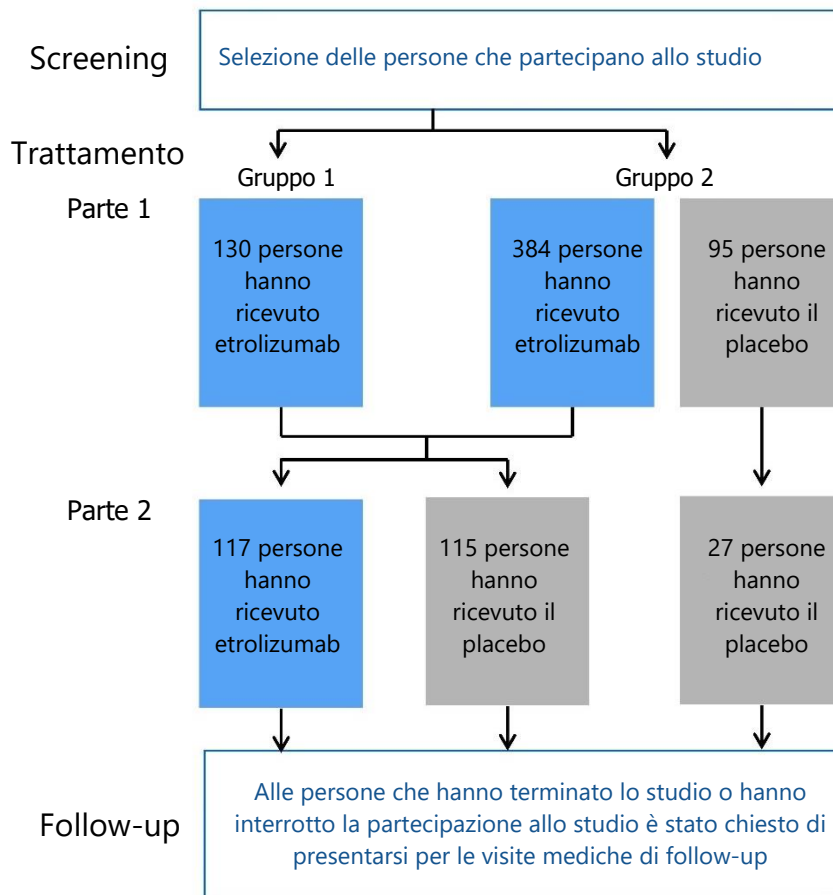 Screening
Selezione delle persone che partecipano allo studio
Trattamento
Gruppo 1
Gruppo 2
Parte 1
130 persone
hanno
ricevuto
etrolizumab
384 persone
hanno
ricevuto
etrolizumab
95 persone
hanno
ricevuto il
placebo
Parte 2
117 persone
hanno
ricevuto
etrolizumab
115 persone
hanno
ricevuto il
placebo
27 persone
hanno
ricevuto il
placebo
Follow-up
Alle persone che hanno terminato lo studio o hanno
interrotto la partecipazione allo studio è stato chiesto di
presentarsi per le visite mediche di follow-up